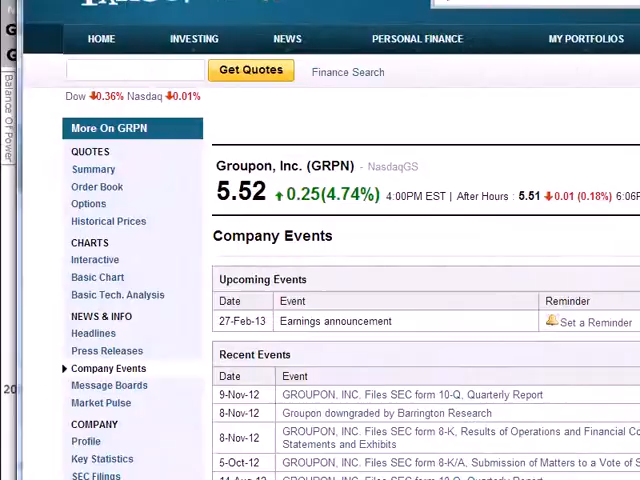 HOME INVESTING NEWS PERSONAL FINANCE MY PORTFOLIOS
Get Quotes Finance Search
Dow 0.36% Nasdaq 0.01%
Balance Of Power
More On GRPN
QUOTES
Summary
Order Book
Options
Historical Prices
CHARTS
Interactive
Basic Chart
Basic Tech. Analysis
NEWS & INFO
Headlines
Press Releases
Company Events
Message Boards
Market Pulse
COMPANY
Profile
Key Statistics
SEC Filings
Groupon, Inc. (GRPN) - NasdaqGS
5.52 0.25(4.74%) 4:00PM EST | After Hours : 5.51 0.01 (0.18%) 6:06P
Company Events
Upcoming Events
Date Event Reminder
27-Feb-13 Earnings announcement Set a Reminder
Recent Events
Date Event
9-Nov-12 GROUPON, INC. Files SEC form 10-Q, Quarterly Report
8-Nov-12 Groupon downgraded by Barrington Research
8-Nov-12 GROUPON, INC. Files SEC form 8-K, Results of Operations and Financial Co
Statements and Exhibits
5-Oct-12 GROUPON, INC. Files SEC form 8-K/A, Submission of Matters to a Vote of S
20